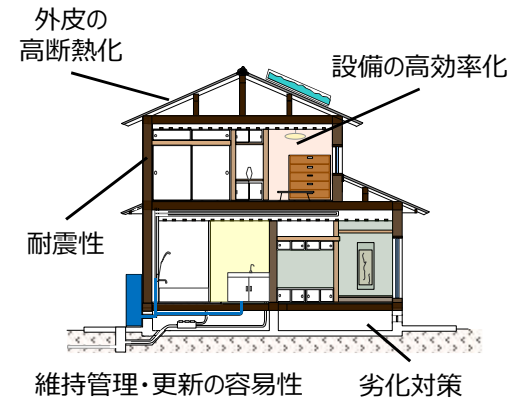 外皮の
高断熱化
設備の高効率化
耐震性
維持管理・更新の容易性
劣化対策